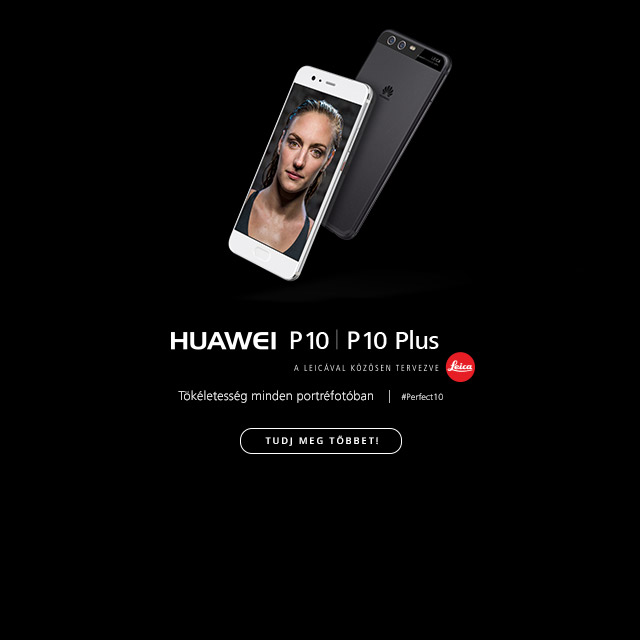 HUAWEI P10 | P10 Plus
A LEICÁVAL KÖZÖSEN TERVEZVE Leica
Tökéletesség minden portréfotóban | #Perfect10
TUDJ MEG TÖBBET!